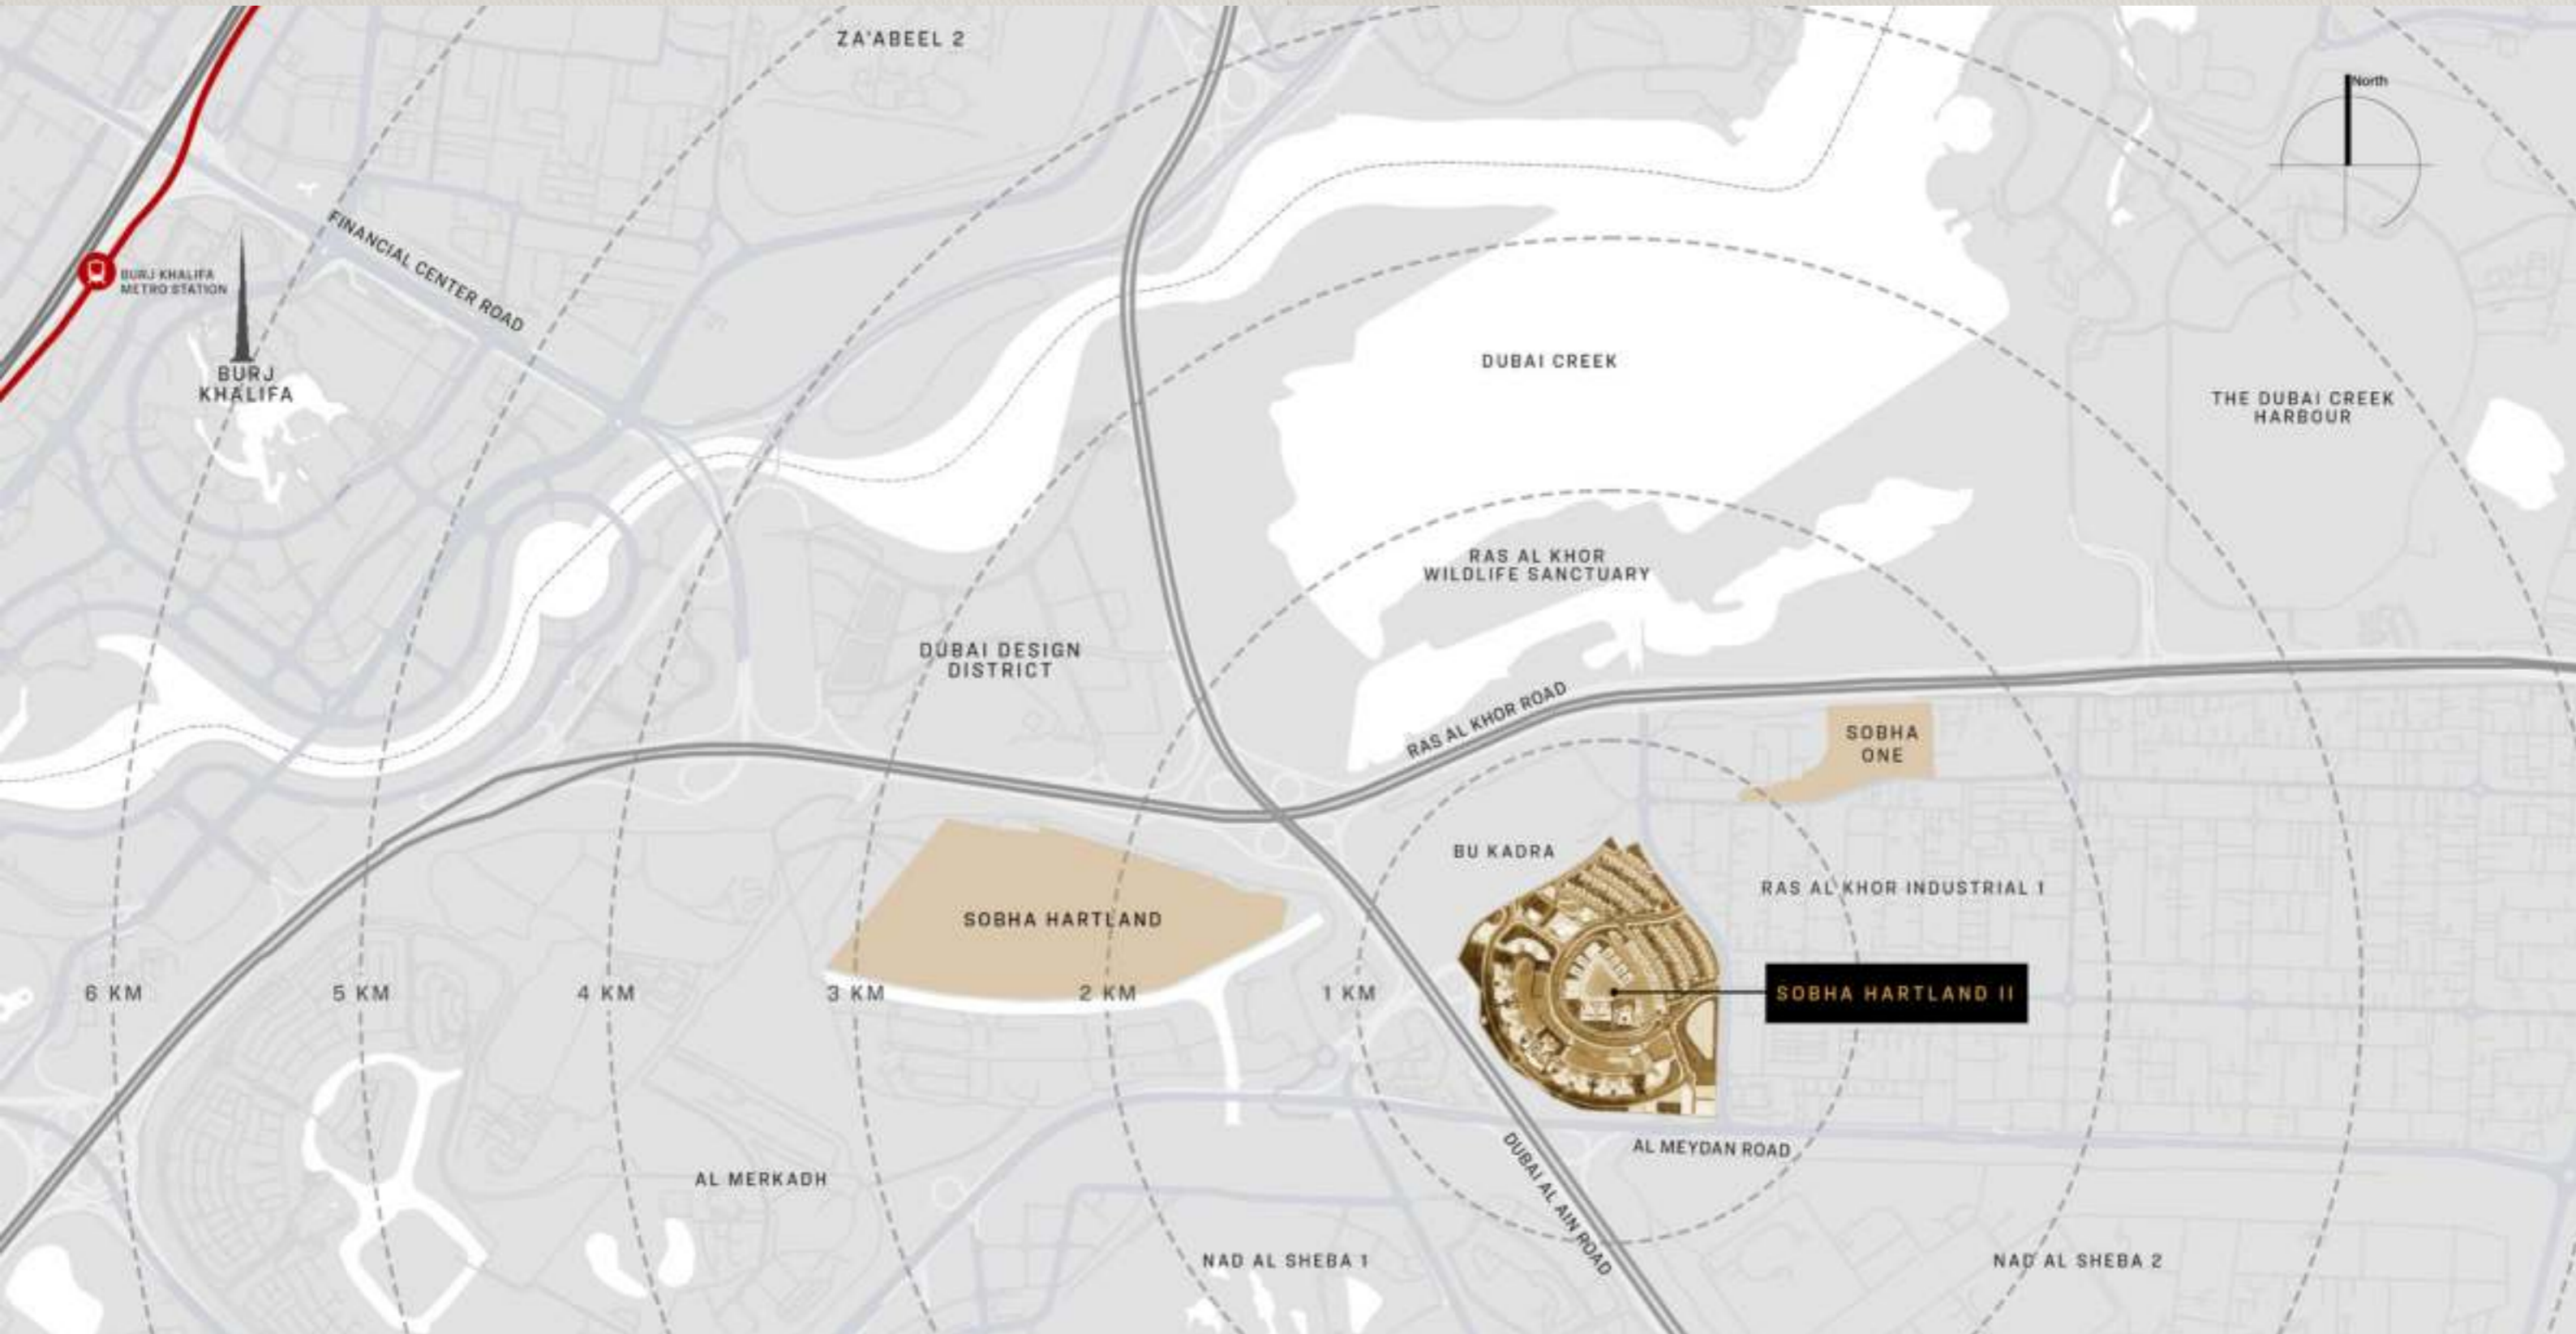 ZA'ABEEL 2
North
FINANCIAL CENTER ROAD
BURJ KHALIFA
METRO STATION
BURJ
KHALIFA
DUBAI CREEK
THE DUBAI CREEK
HARBOUR
RAS AL KHOR
WILDLIFE SANCTUARY
DUBAI DESIGN
DISTRICT
RAS AL KHOR ROAD
SOBHA
ONE
BU KADRA
RAS AL KHOR INDUSTRIAL 1
SOBHA HARTLAND
6 KM
5 KM
4 KM
3 KM
2 KM
1 KM
SOBHA HARTLAND II
AL MEYDAN ROAD
DUBAI AL AIN ROAD
AL MERKADH
NAD AL SHEBA 1
NAD AL SHEBA 2